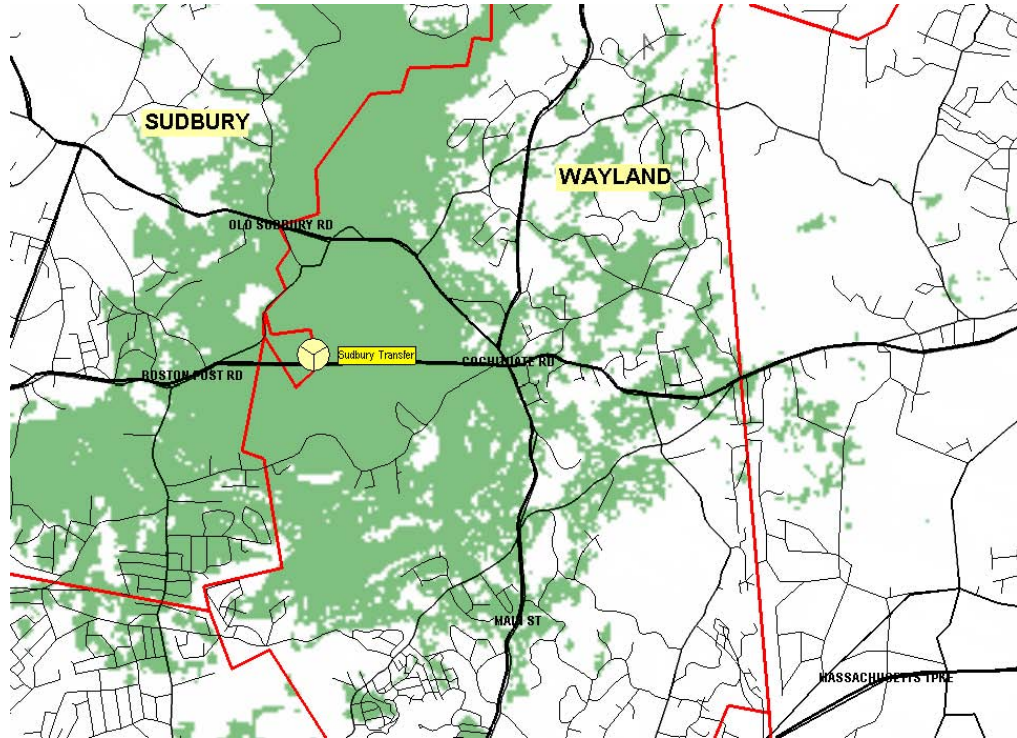 SUDBURY
WAYLAND
OLD SUDBURY RD
Sudbury Transfer
COCHITUATE RD
BOSTON POST RD
MAIN ST
MASSACHUSETTS TPKE